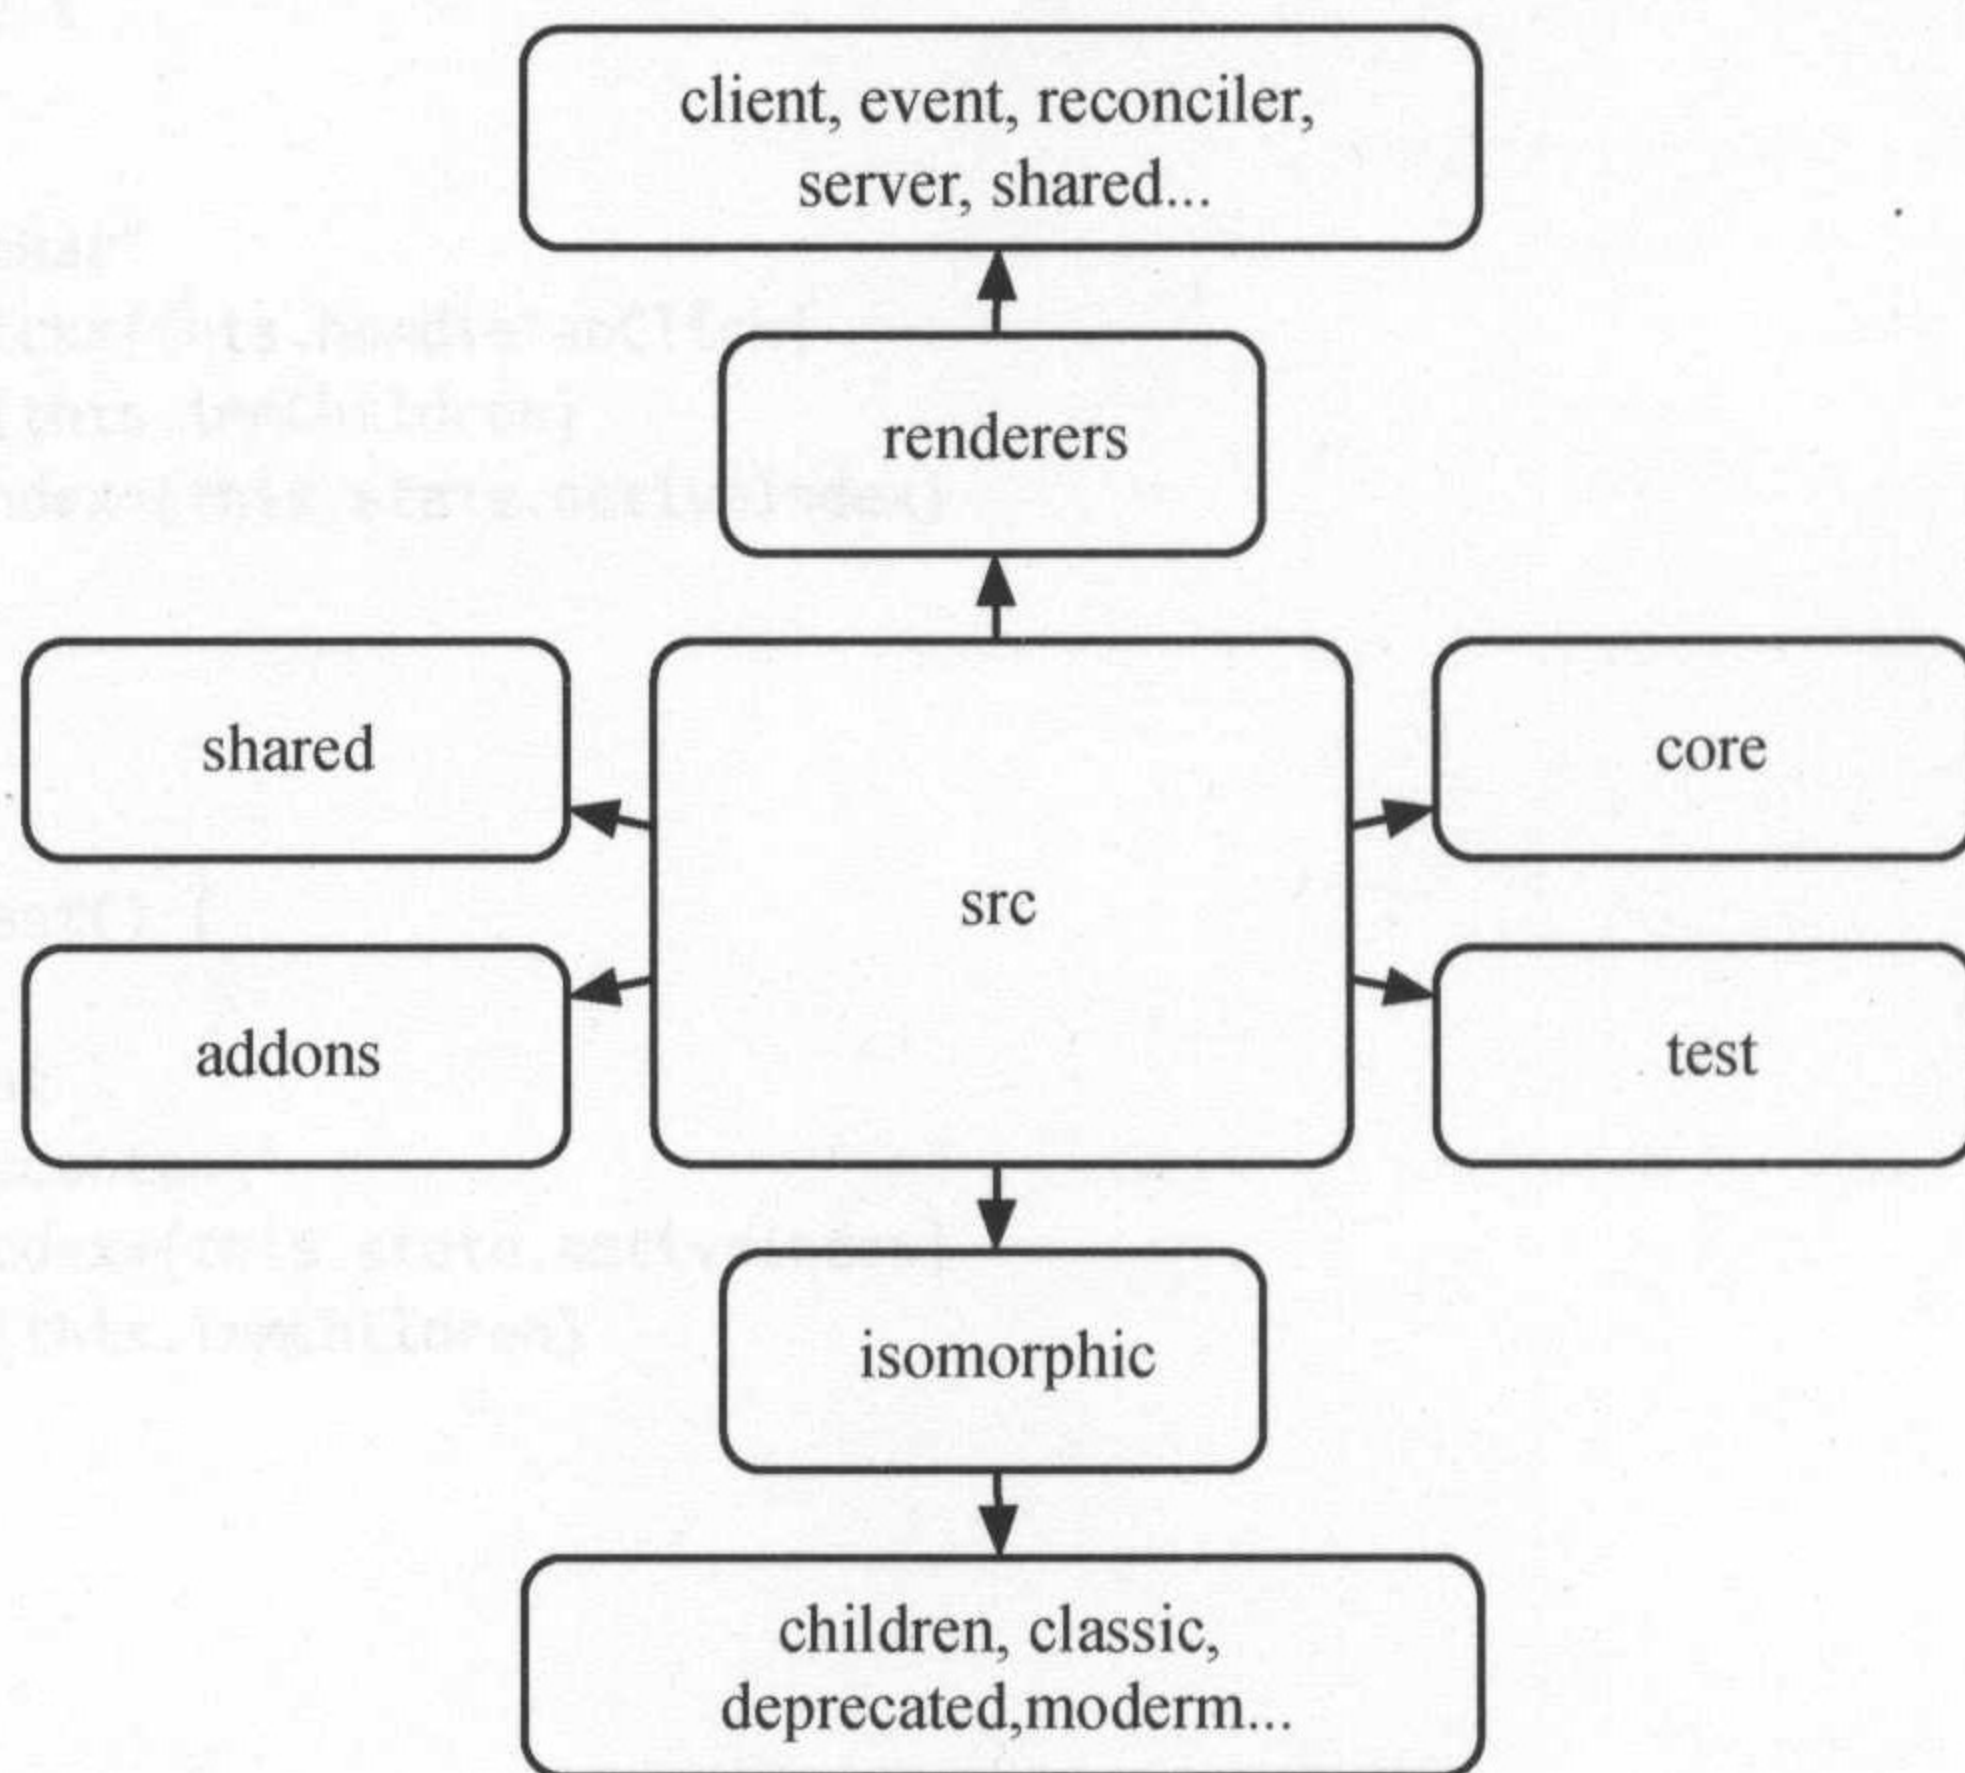 client, event, reconciler,
server, shared...
renderers
shared
core
src
addons
test
isomorphic
children, classic,
deprecated,moderm...